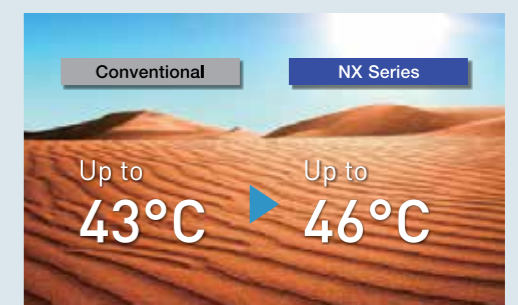 Conventional
NX Series
Up to
43°C
Up to
46°C